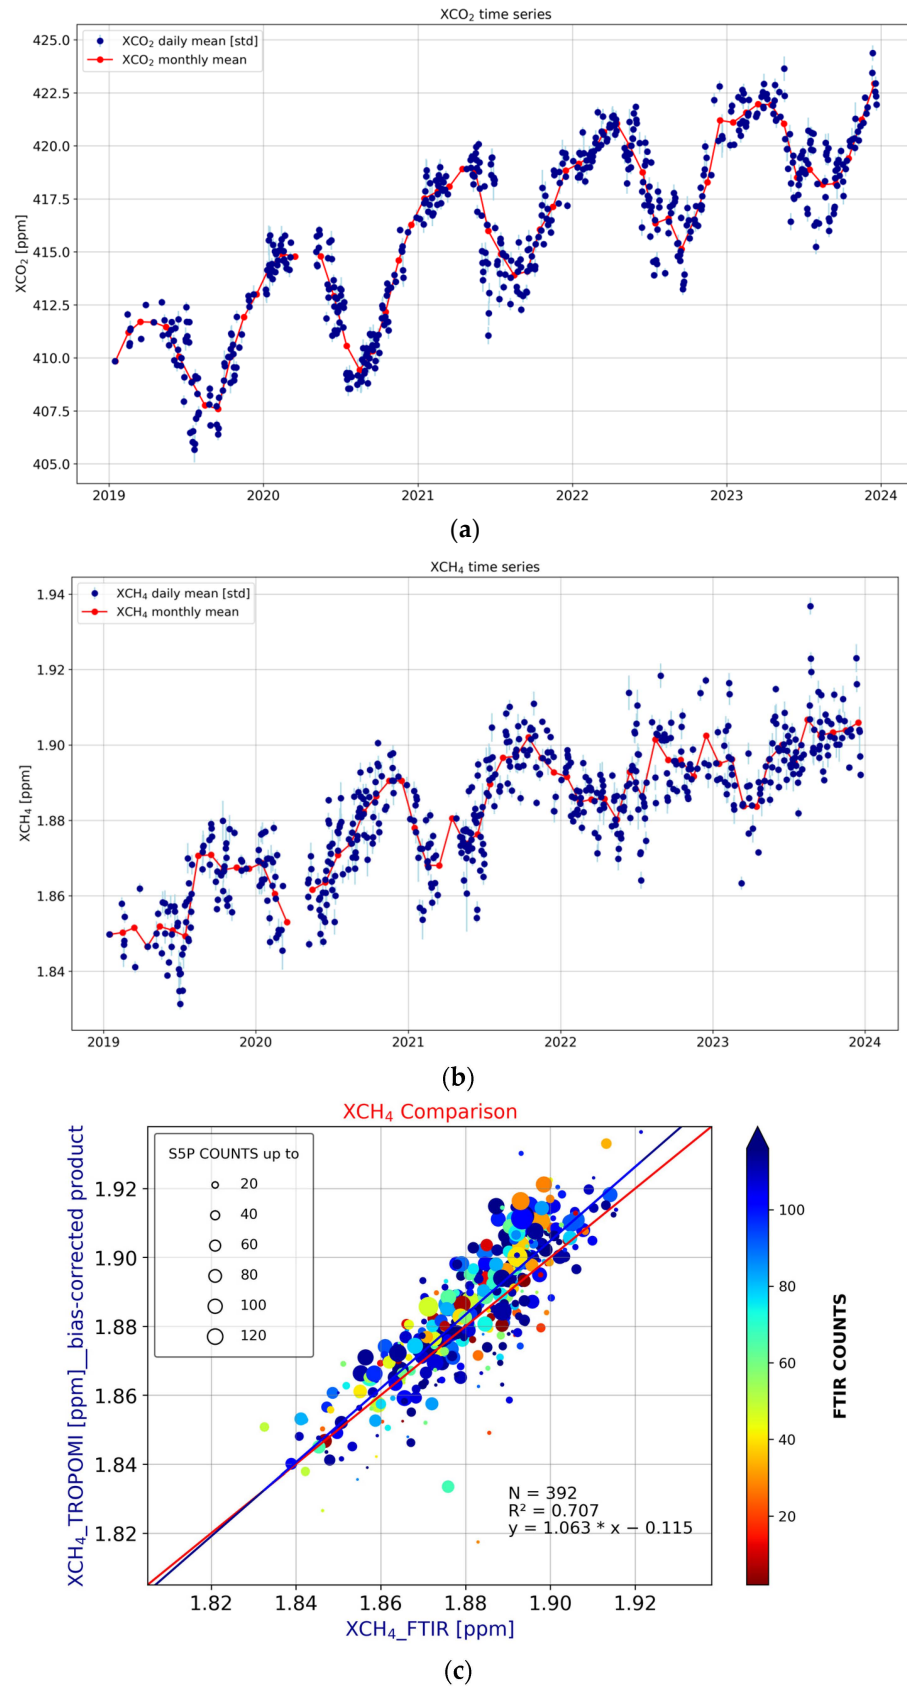 XCO₂ time series
XCO₂ daily mean [std]
XCO₂ monthly mean
XCO₂ [ppm]
425.0
422.5
420.0
417.5
415.0
412.5
410.0
407.5
405.0
2019 2020 2021 2022 2023 2024
(a)
XCH₄ time series
XCH₄ daily mean [std]
XCH₄ monthly mean
XCH₄ [ppm]
1.94
1.92
1.90
1.88
1.86
1.84
2019 2020 2021 2022 2023 2024
(b)
XCH₄ Comparison
XCH₄_TROPOMI [ppm]__bias-corrected product
1.92
1.90
1.88
1.86
1.84
1.82
S5P COUNTS up to
20
40
60
80
100
120
N = 392
R² = 0.707
y = 1.063 * x − 0.115
1.82 1.84 1.86 1.88 1.90 1.92
XCH₄_FTIR [ppm]
100
80
60
40
20
FTIR COUNTS
(c)